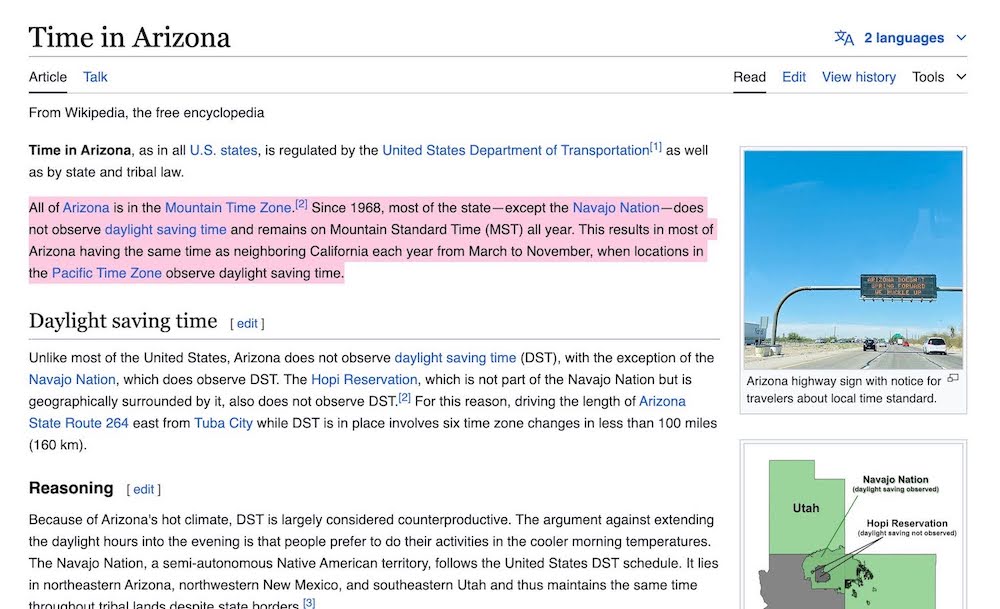 Time in Arizona
2 languages
Article Talk
Read Edit View history Tools
From Wikipedia, the free encyclopedia
Time in Arizona, as in all U.S. states, is regulated by the United States Department of Transportation[1] as well
as by state and tribal law.
All of Arizona is in the Mountain Time Zone.[2] Since 1968, most of the state—except the Navajo Nation—does
not observe daylight saving time and remains on Mountain Standard Time (MST) all year. This results in most of
Arizona having the same time as neighboring California each year from March to November, when locations in
the Pacific Time Zone observe daylight saving time.
Daylight saving time [ edit ]
Unlike most of the United States, Arizona does not observe daylight saving time (DST), with the exception of the
Navajo Nation, which does observe DST. The Hopi Reservation, which is not part of the Navajo Nation but is
geographically surrounded by it, also does not observe DST.[2] For this reason, driving the length of Arizona
State Route 264 east from Tuba City while DST is in place involves six time zone changes in less than 100 miles
(160 km).
Reasoning [ edit ]
Because of Arizona's hot climate, DST is largely considered counterproductive. The argument against extending
the daylight hours into the evening is that people prefer to do their activities in the cooler morning temperatures.
The Navajo Nation, a semi-autonomous Native American territory, follows the United States DST schedule. It lies
in northeastern Arizona, northwestern New Mexico, and southeastern Utah and thus maintains the same time
throughout tribal lands despite state borders.[3]
ARIZONA DOESN'T
SPRING FORWARD
WE BUCKLE UP
Arizona highway sign with notice for
travelers about local time standard.
Navajo Nation
(daylight saving observed)
Utah
Hopi Reservation
(daylight saving not observed)